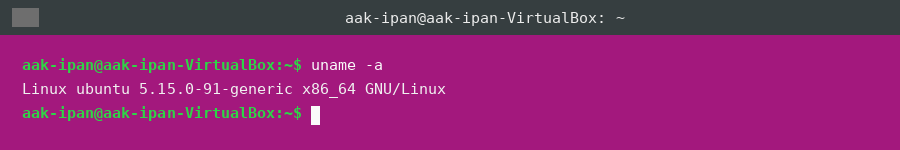 aak-ipan@aak-ipan-VirtualBox: ~
aak-ipan@aak-ipan-VirtualBox:~$ uname -a
Linux ubuntu 5.15.0-91-generic x86_64 GNU/Linux
aak-ipan@aak-ipan-VirtualBox:~$